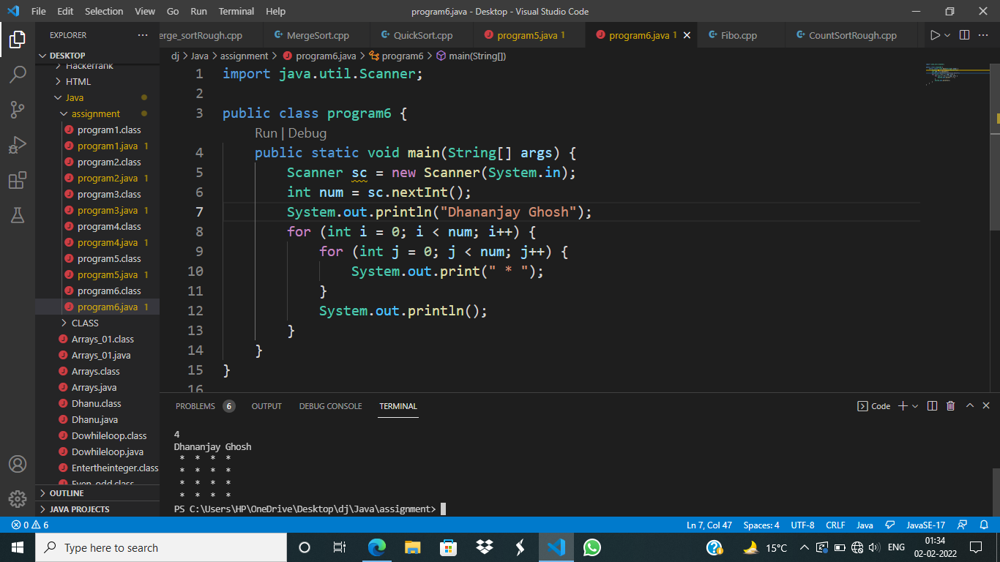 File Edit Selection View Go Run Terminal Help program6.java - Desktop - Visual Studio Code
EXPLORER
DESKTOP
Hackerrank
HTML
Java
assignment
program1.class
program1.java 1
program2.class
program2.java 1
program3.class
program3.java 1
program4.class
program4.java 1
program5.class
program5.java 1
program6.class
program6.java 1
CLASS
Arrays_01.class
Arrays_01.java
Arrays.class
Arrays.java
Dhanu.class
Dhanu.java
Dowhileloop.class
Dowhileloop.java
Entertheinteger.class
Even_odd.class
OUTLINE
JAVA PROJECTS
erge_sortRough.cpp MergeSort.cpp QuickSort.cpp program5.java 1 program6.java 1 Fibo.cpp CountSortRough.cpp
dj > Java > assignment > program6.java > program6 > main(String[])
1 import java.util.Scanner;
2
3 public class program6 {
Run | Debug
4 public static void main(String[] args) {
5 Scanner sc = new Scanner(System.in);
6 int num = sc.nextInt();
7 System.out.println("Dhananjay Ghosh");
8 for (int i = 0; i < num; i++) {
9 for (int j = 0; j < num; j++) {
10 System.out.print(" * ");
11 }
12 System.out.println();
13 }
14 }
15 }
16
PROBLEMS 6 OUTPUT DEBUG CONSOLE TERMINAL Code
4
Dhananjay Ghosh
* * * *
* * * *
* * * *
* * * *
PS C:\Users\HP\OneDrive\Desktop\dj\Java\assignment>
0 6 Ln 7, Col 47 Spaces: 4 UTF-8 CRLF Java JavaSE-17
Type here to search 15°C ENG 01:34
02-02-2022